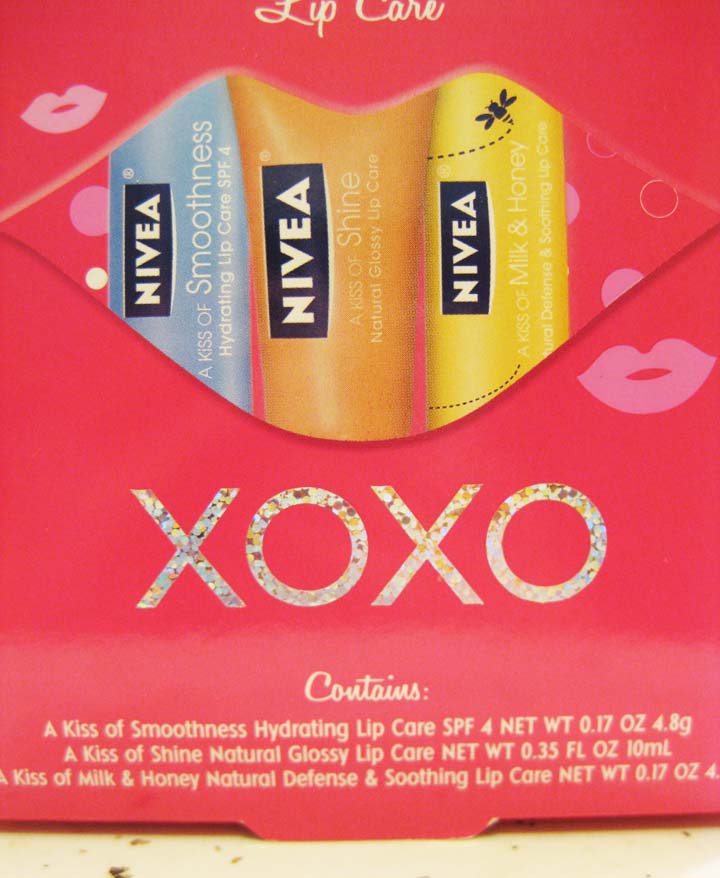 Lip Care
NIVEA®
A KISS OF Smoothness
Hydrating Lip Care SPF 4
NIVEA®
A KISS OF Shine
Natural Glossy Lip Care
NIVEA®
A KISS OF Milk & Honey
Defense & Soothing Lip Care
XOXO
Contains:
A Kiss of Smoothness Hydrating Lip Care SPF 4 NET WT 0.17 OZ 4.8g
A Kiss of Shine Natural Glossy Lip Care NET WT 0.35 FL OZ 10mL
A Kiss of Milk & Honey Natural Defense & Soothing Lip Care NET WT 0.17 OZ